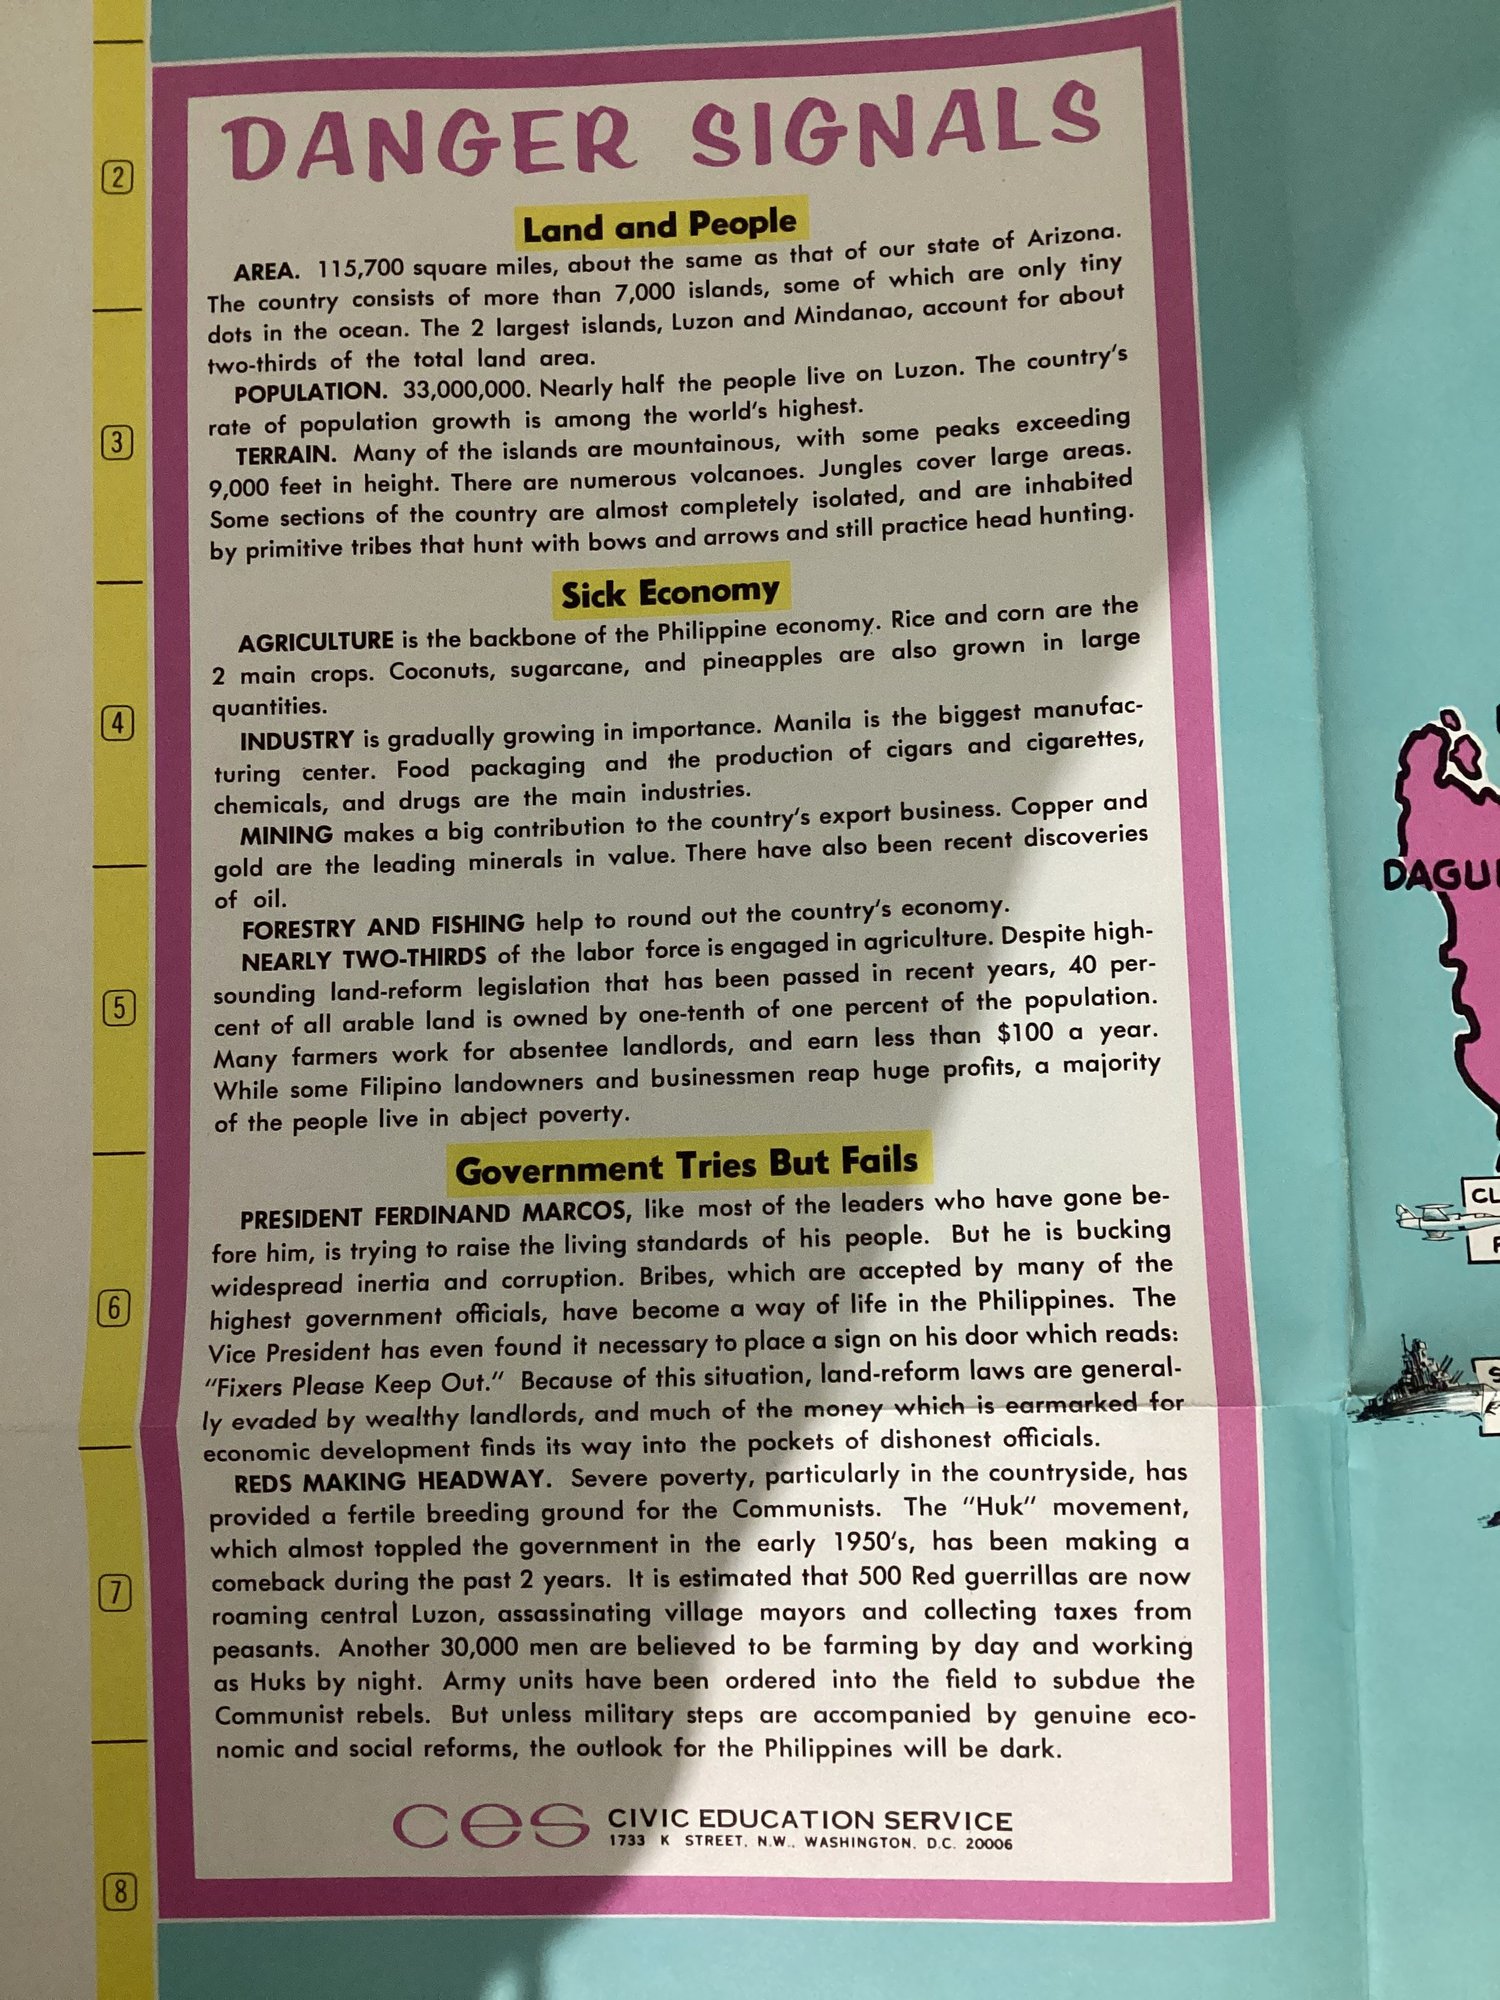 DANGER SIGNALS
Land and People
AREA. 115,700 square miles, about the same as that of our state of Arizona.
The country consists of more than 7,000 islands, some of which are only tiny
dots in the ocean. The 2 largest islands, Luzon and Mindanao, account for about
two-thirds of the total land area.
POPULATION. 33,000,000. Nearly half the people live on Luzon. The country's
rate of population growth is among the world's highest.
TERRAIN. Many of the islands are mountainous, with some peaks exceeding
9,000 feet in height. There are numerous volcanoes. Jungles cover large areas.
Some sections of the country are almost completely isolated, and are inhabited
by primitive tribes that hunt with bows and arrows and still practice head hunting.
Sick Economy
AGRICULTURE is the backbone of the Philippine economy. Rice and corn are the
2 main crops. Coconuts, sugarcane, and pineapples are also grown in large
quantities.
INDUSTRY is gradually growing in importance. Manila is the biggest manufac-
turing center. Food packaging and the production of cigars and cigarettes,
chemicals, and drugs are the main industries.
MINING makes a big contribution to the country's export business. Copper and
gold are the leading minerals in value. There have also been recent discoveries
of oil.
FORESTRY AND FISHING help to round out the country's economy.
NEARLY TWO-THIRDS of the labor force is engaged in agriculture. Despite high-
sounding land-reform legislation that has been passed in recent years, 40 per-
cent of all arable land is owned by one-tenth of one percent of the population.
Many farmers work for absentee landlords, and earn less than $100 a year.
While some Filipino landowners and businessmen reap huge profits, a majority
of the people live in abject poverty.
Government Tries But Fails
PRESIDENT FERDINAND MARCOS, like most of the leaders who have gone be-
fore him, is trying to raise the living standards of his people. But he is bucking
widespread inertia and corruption. Bribes, which are accepted by many of the
highest government officials, have become a way of life in the Philippines. The
Vice President has even found it necessary to place a sign on his door which reads:
"Fixers Please Keep Out." Because of this situation, land-reform laws are general-
ly evaded by wealthy landlords, and much of the money which is earmarked for
economic development finds its way into the pockets of dishonest officials.
REDS MAKING HEADWAY. Severe poverty, particularly in the countryside, has
provided a fertile breeding ground for the Communists. The "Huk" movement,
which almost toppled the government in the early 1950's, has been making a
comeback during the past 2 years. It is estimated that 500 Red guerrillas are now
roaming central Luzon, assassinating village mayors and collecting taxes from
peasants. Another 30,000 men are believed to be farming by day and working
as Huks by night. Army units have been ordered into the field to subdue the
Communist rebels. But unless military steps are accompanied by genuine eco-
nomic and social reforms, the outlook for the Philippines will be dark.
ces CIVIC EDUCATION SERVICE
1733 K STREET, N.W., WASHINGTON, D.C. 20006
2
3
4
5
6
7
8
DAGU
CL